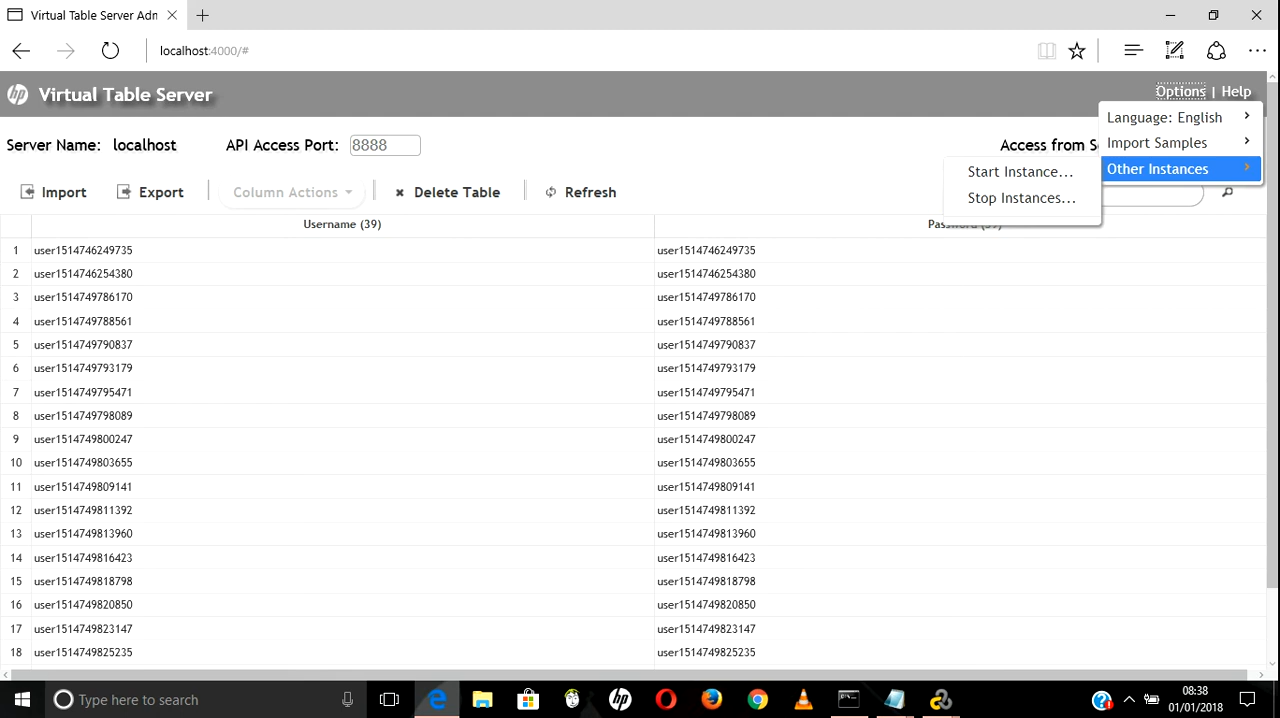 Virtual Table Server Adn
localhost:4000/#
hp Virtual Table Server
Options | Help
Server Name: localhost API Access Port: 8888 Access from S
Language: English
Import Samples
Other Instances
Start Instance...
Stop Instances...
Import Export Column Actions Delete Table Refresh
Username (39)
1 user1514746249735 user1514746249735
2 user1514746254380 user1514746254380
3 user1514749786170 user1514749786170
4 user1514749788561 user1514749788561
5 user1514749790837 user1514749790837
6 user1514749793179 user1514749793179
7 user1514749795471 user1514749795471
8 user1514749798089 user1514749798089
9 user1514749800247 user1514749800247
10 user1514749803655 user1514749803655
11 user1514749809141 user1514749809141
12 user1514749811392 user1514749811392
13 user1514749813960 user1514749813960
14 user1514749816423 user1514749816423
15 user1514749818798 user1514749818798
16 user1514749820850 user1514749820850
17 user1514749823147 user1514749823147
18 user1514749825235 user1514749825235
Type here to search
08:38
01/01/2018